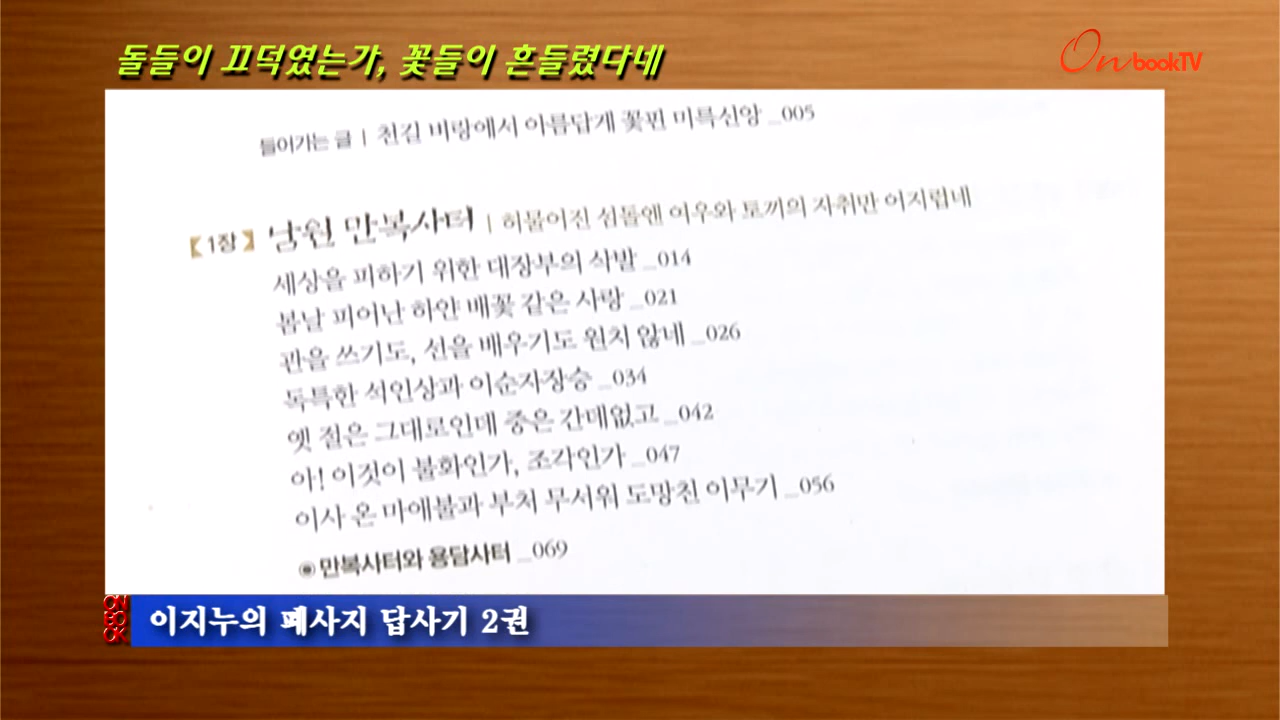 돌들이 끄덕였는가, 꽃들이 흔들렸다네
On bookTV
들어가는 글 | 천길 벼랑에서 아름답게 꽃핀 미륵신앙 _005
【1장】 남원 만복사터 | 허물어진 섬돌엔 여우와 토끼의 자취만 어지럽네
세상을 피하기 위한 대장부의 삭발 _014
봄날 피어난 하얀 배꽃 같은 사랑 _021
관을 쓰기도, 선을 배우기도 원치 않네 _026
독특한 석인상과 이순자장승 _034
옛 절은 그대로인데 중은 간데없고 _042
아! 이것이 불화인가, 조각인가 _047
이사 온 마애불과 부처 무서워 도망친 이무기 _056
◉ 만복사터와 용담사터 _069
ON BOOK
이지누의 폐사지 답사기 2권